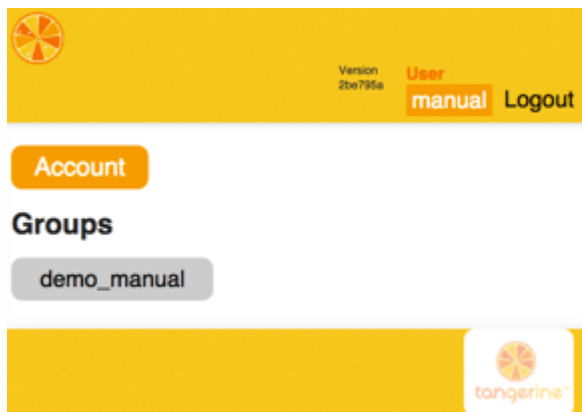 Version
2be795a
User
manual Logout
Account
Groups
demo_manual
tangerine